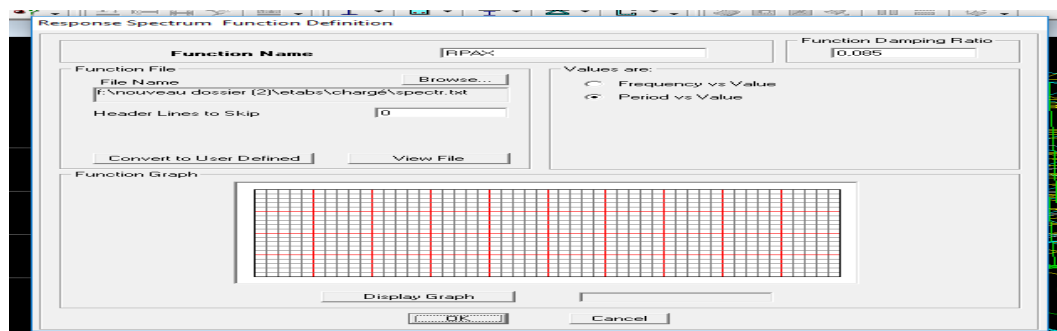 Response Spectrum Function Definition
Function Name
RPAX
Function Damping Ratio
0.085
Function File
File Name
Browse...
f:\nouveau dossier (2)\etabs\chargé\spectr.txt
Header Lines to Skip
0
Convert to User Defined
View File
Values are:
Frequency vs Value
Period vs Value
Function Graph
Display Graph
OK
Cancel